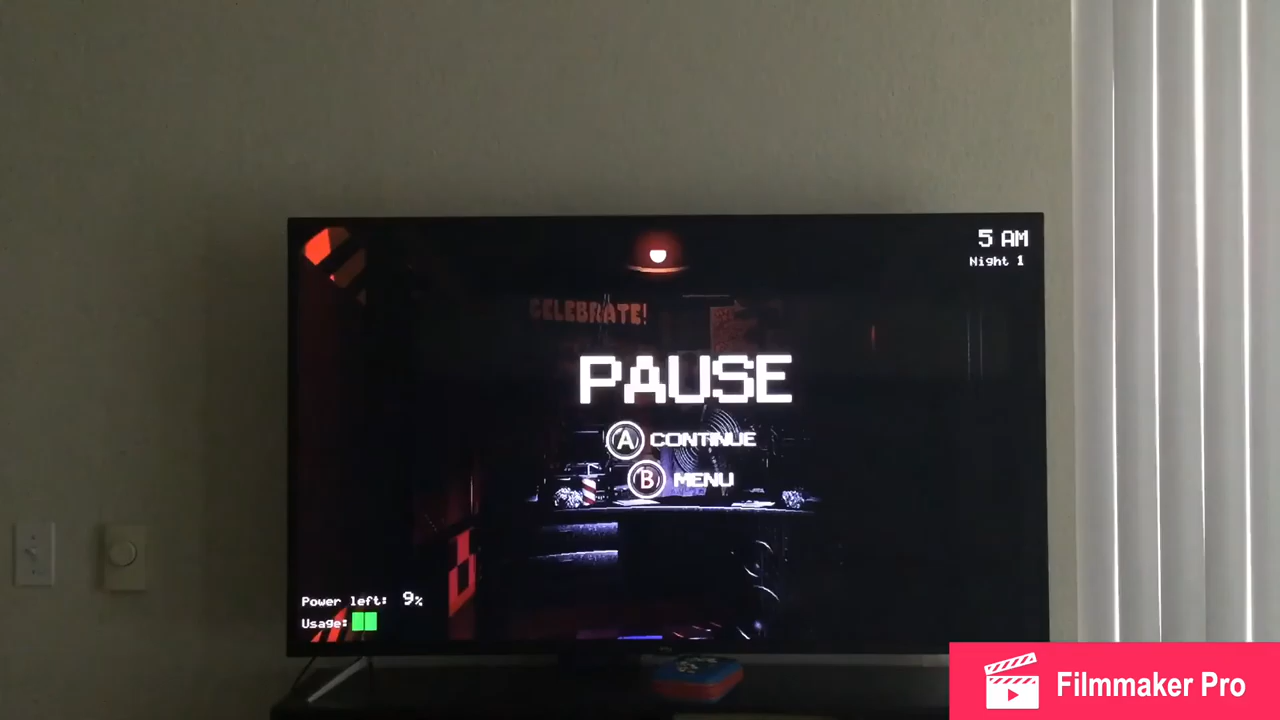 5 AM
Night 1
CELEBRATE!
PAUSE
A CONTINUE
B MENU
Power left: 9%
Usage:
Filmmaker Pro